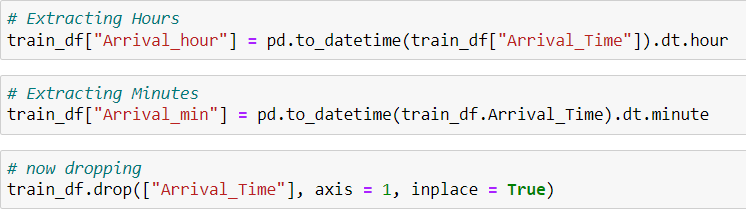 # Extracting Hours
train_df["Arrival_hour"] = pd.to_datetime(train_df["Arrival_Time"]).dt.hour
# Extracting Minutes
train_df["Arrival_min"] = pd.to_datetime(train_df.Arrival_Time).dt.minute
# now dropping
train_df.drop(["Arrival_Time"], axis = 1, inplace = True)